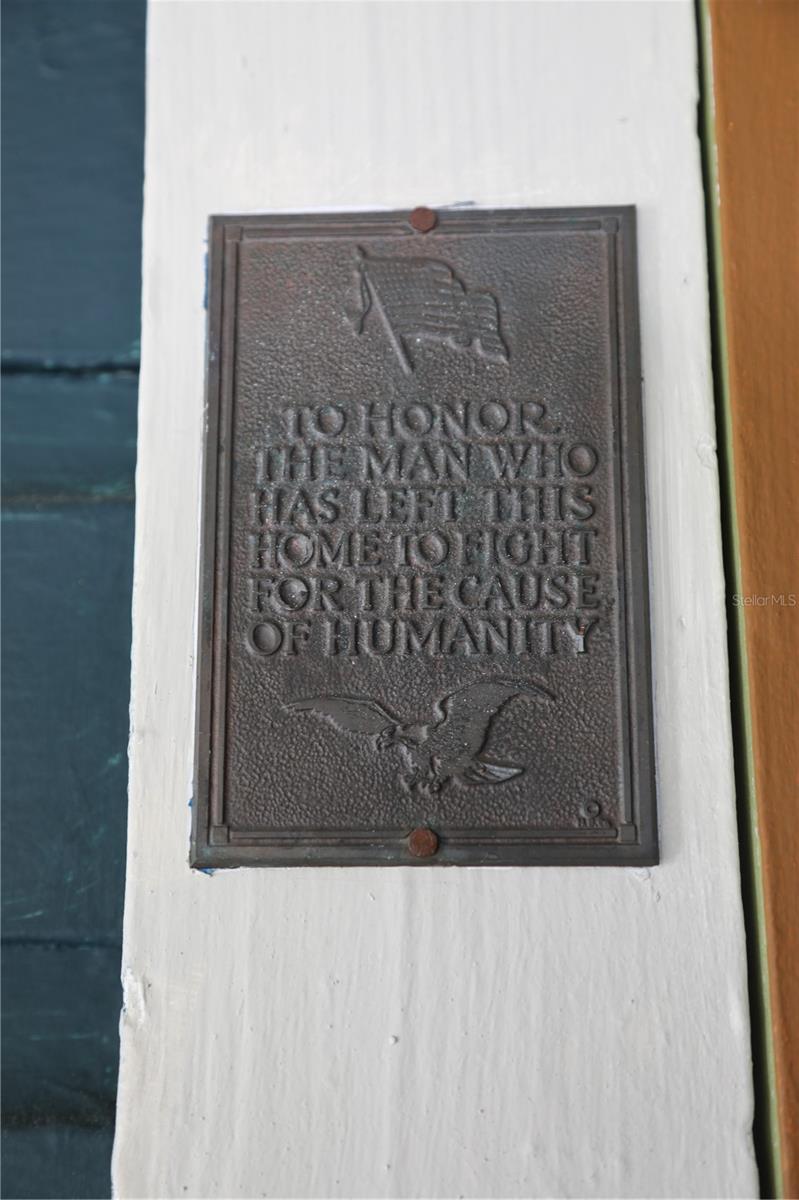 TO HONOR
THE MAN WHO
HAS LEFT THIS
HOME TO FIGHT
FOR THE CAUSE
OF HUMANITY
StellarMLS